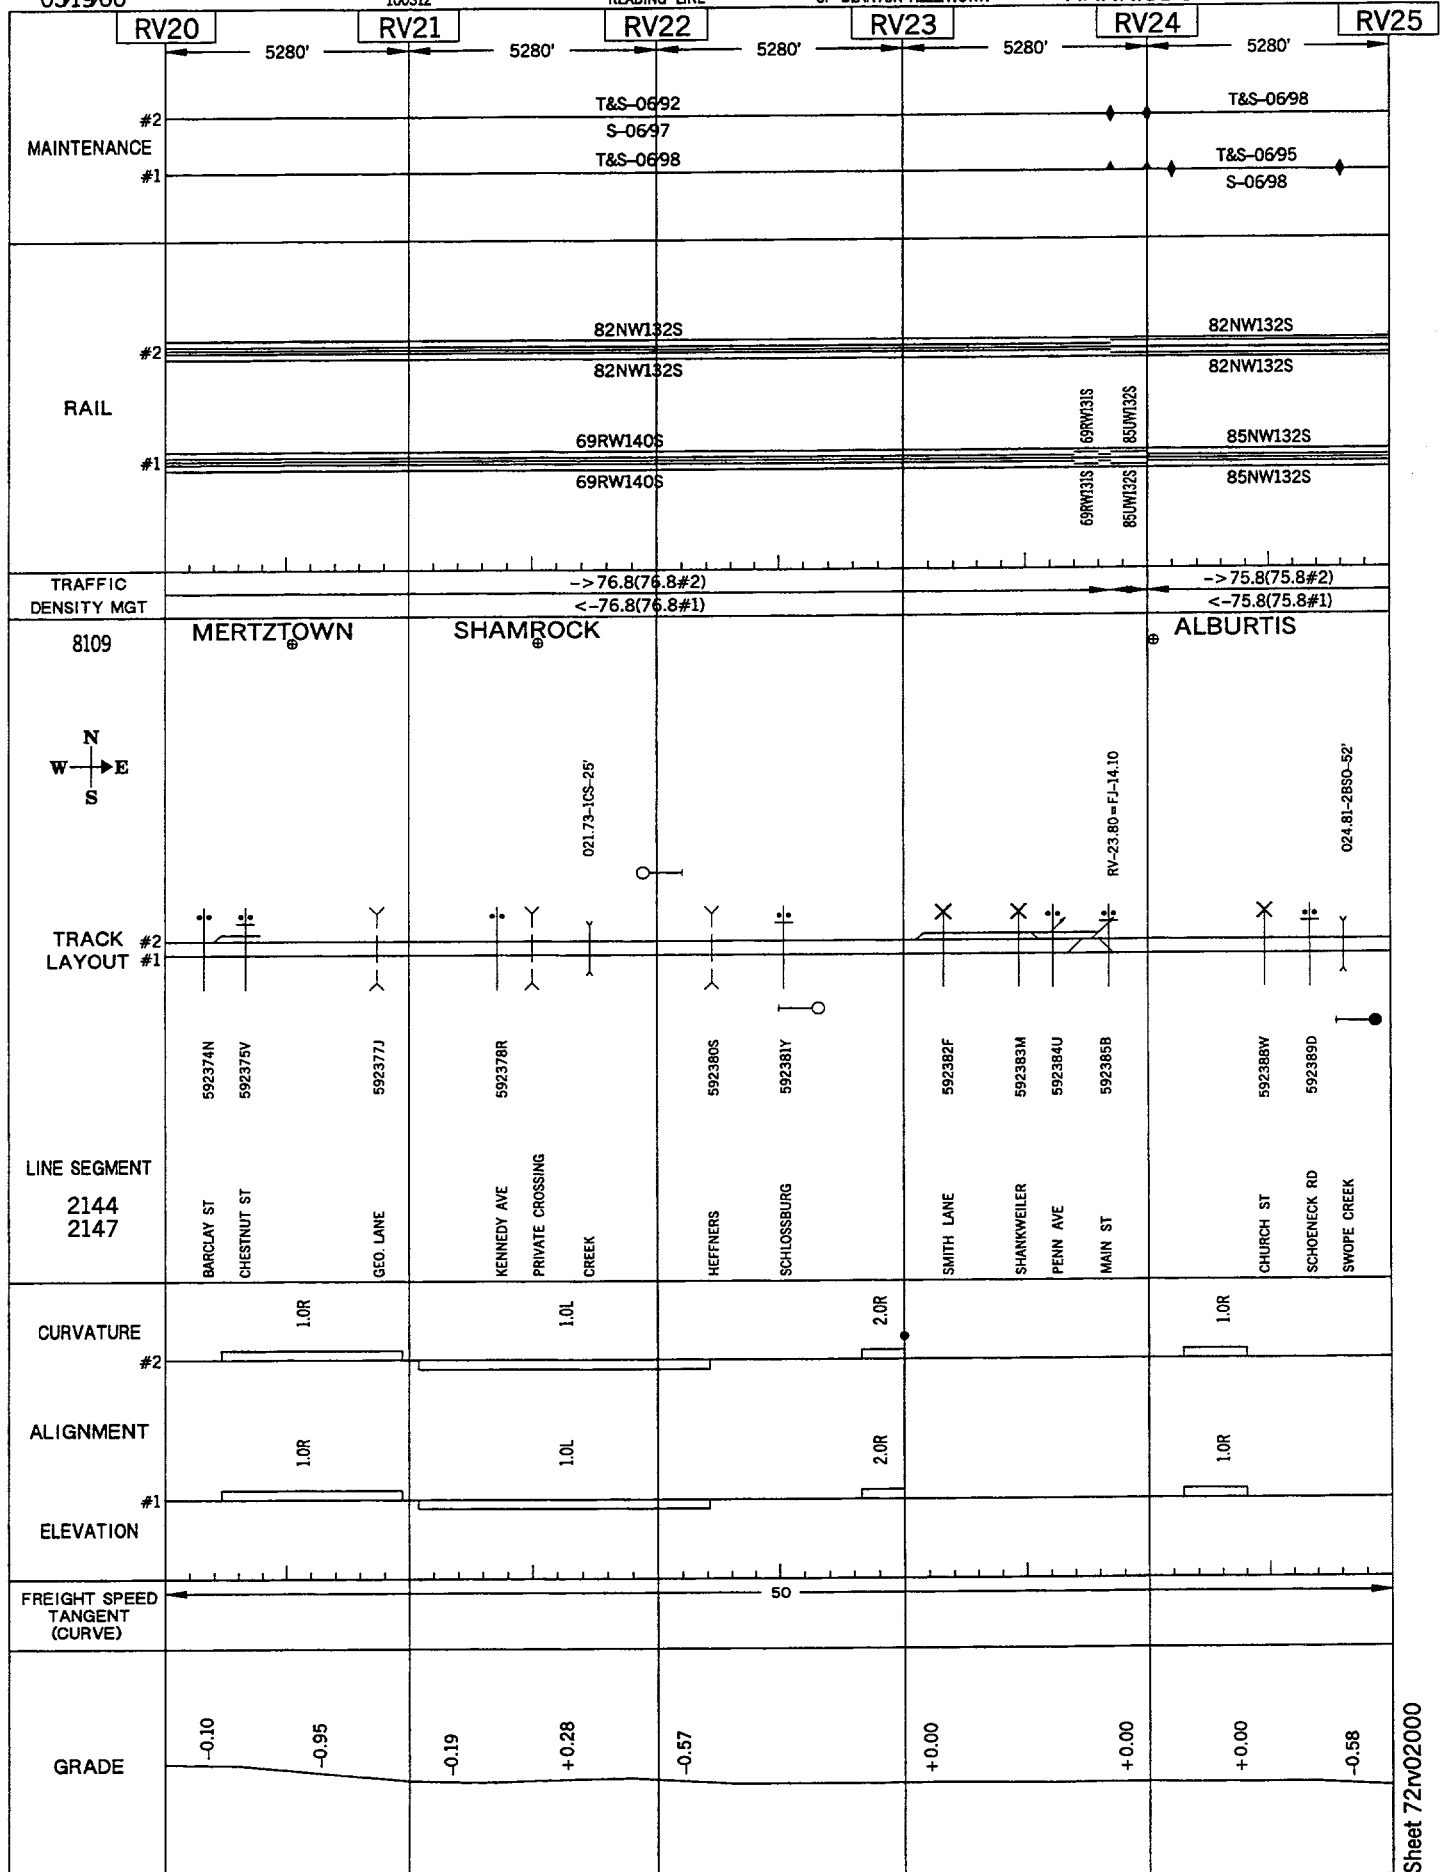 RV20 RV21 RV22 RV23 RV24 RV25
5280' 5280' 5280' 5280' 5280'
MAINTENANCE
#2
T&S-06/92
T&S-06/98
S-06/97
#1
T&S-06/98
T&S-06/95
S-06/98
RAIL
#2
82NW132S
82NW132S
82NW132S
82NW132S
#1
69RW140S
69RW131S
85UW132S
85NW132S
69RW140S
69RW131S
85UW132S
85NW132S
TRAFFIC
DENSITY MGT
->76.8(76.8#2)
->75.8(75.8#2)
<-76.8(76.8#1)
<-75.8(75.8#1)
8109
MERTZTOWN
SHAMROCK
ALBURTIS
N
W E
S
021.73-1CS-25'
RV-23.80=FJ-14.10
024.81-2BSO-52'
TRACK #2
LAYOUT #1
592374N
592375V
592377J
592378R
592380S
592381Y
592382F
592383M
592384U
592385B
592388W
592389D
LINE SEGMENT
2144
2147
BARCLAY ST
CHESTNUT ST
GEO. LANE
KENNEDY AVE
PRIVATE CROSSING
CREEK
HEFFNERS
SCHLOSSBURG
SMITH LANE
SHANKWEILER
PENN AVE
MAIN ST
CHURCH ST
SCHOENECK RD
SWOPE CREEK
CURVATURE
#2
1.0R
1.0L
2.0R
1.0R
ALIGNMENT
#1
1.0R
1.0L
2.0R
1.0R
ELEVATION
FREIGHT SPEED
TANGENT
(CURVE)
50
GRADE
-0.10
-0.95
-0.19
+0.28
-0.57
+0.00
+0.00
+0.00
-0.58
Sheet 72rv02000